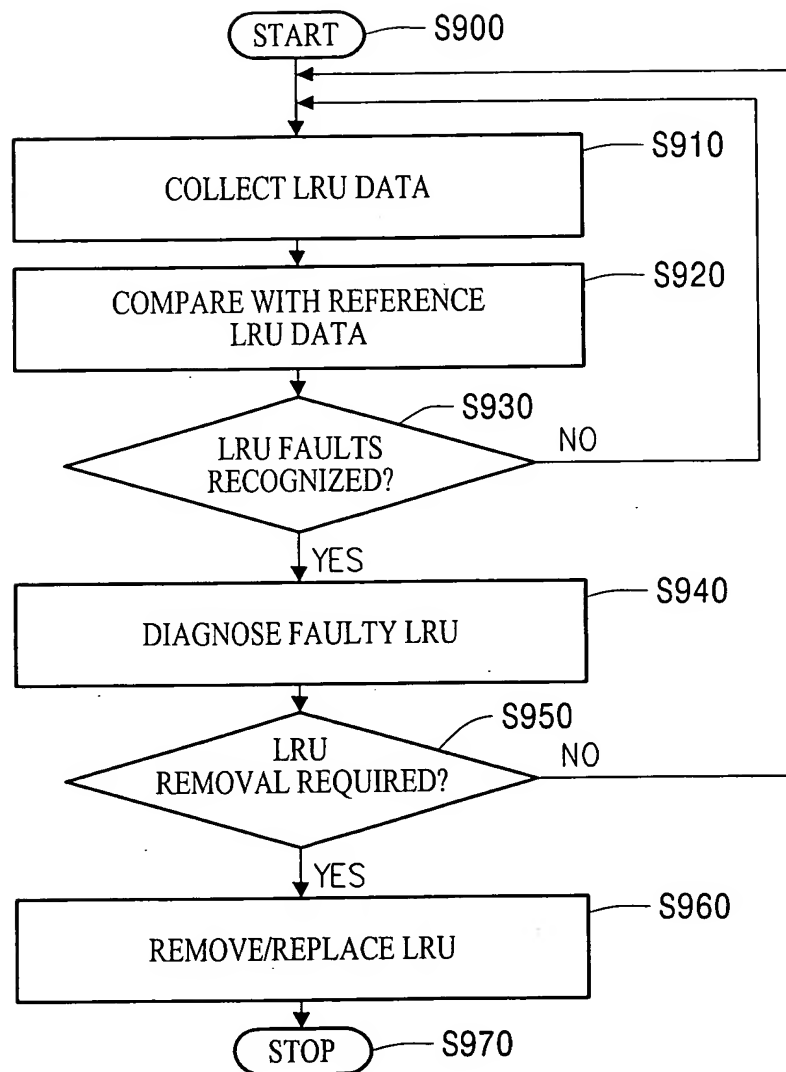 START
S900
S910
COLLECT LRU DATA
S920
COMPARE WITH REFERENCE
LRU DATA
S930
LRU FAULTS
RECOGNIZED?
NO
YES
S940
DIAGNOSE FAULTY LRU
S950
LRU
REMOVAL REQUIRED?
NO
YES
S960
REMOVE/REPLACE LRU
STOP
S970